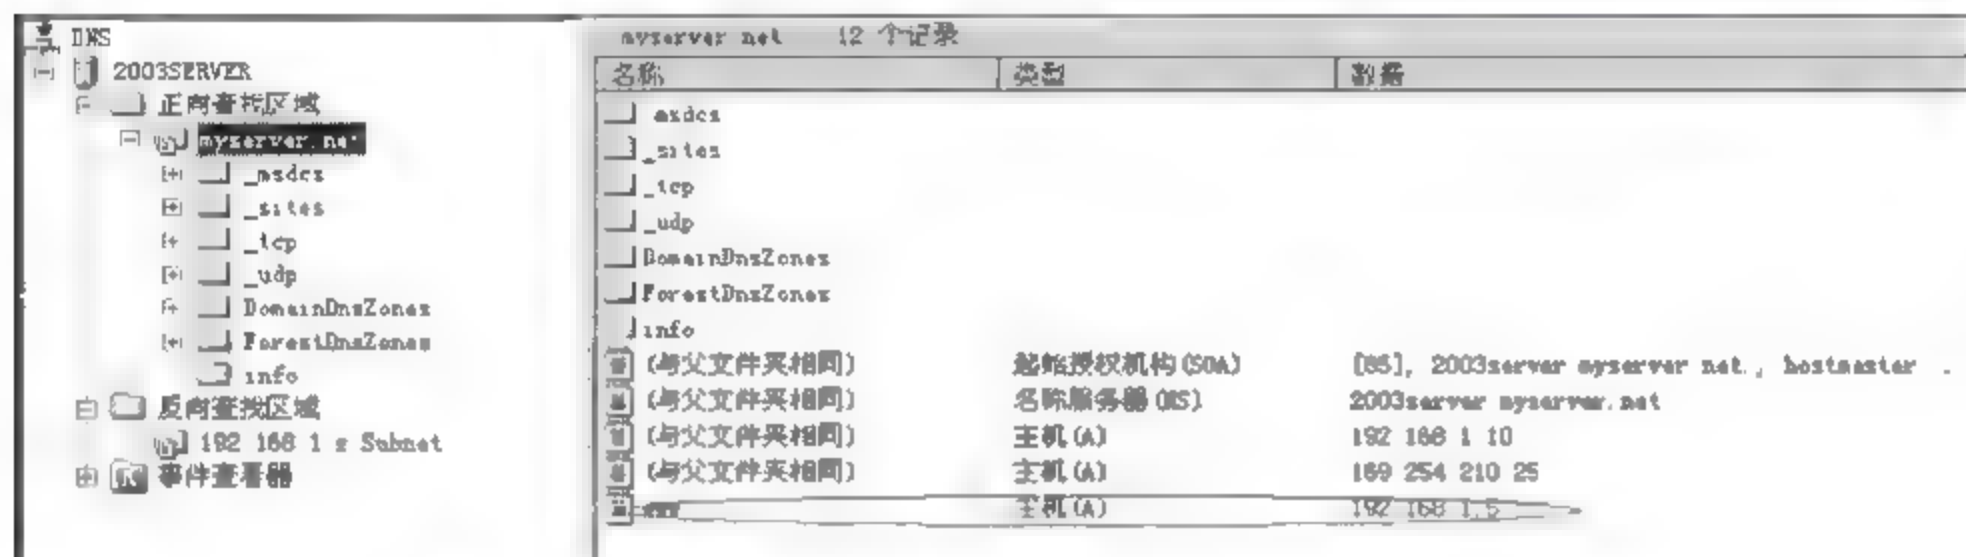 DNS
2003SERVER
正向查找区域
myserver.net
_msdcs
_sites
_tcp
_udp
DomainDnsZones
ForestDnsZones
info
反向查找区域
192 168 1 x Subnet
事件查看器
myserver net 12 个记录
名称 类型 数据
_msdcs
_sites
_tcp
_udp
DomainDnsZones
ForestDnsZones
info
(与父文件夹相同) 起始授权机构(SOA) [85], 2003server myserver net., hostmaster .
(与父文件夹相同) 名称服务器(NS) 2003server myserver.net
(与父文件夹相同) 主机(A) 192 168 1 10
(与父文件夹相同) 主机(A) 169 254 210 25
www 主机(A) 192 168 1.5